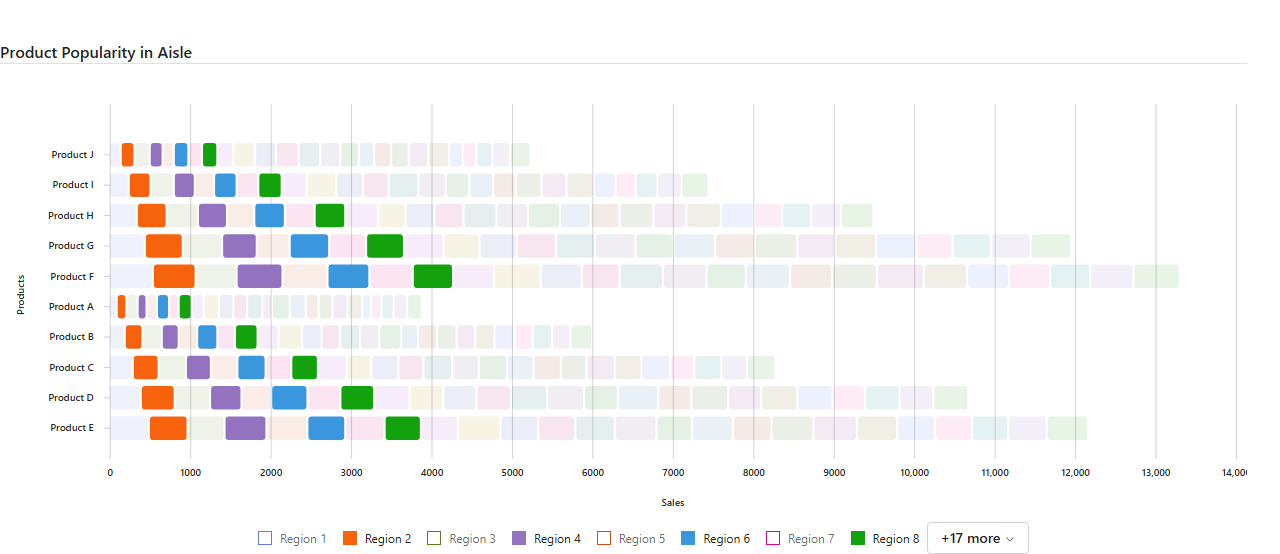 Product Popularity in Aisle
Products
Product J
Product I
Product H
Product G
Product F
Product A
Product B
Product C
Product D
Product E
0 1000 2000 3000 4000 5000 6000 7000 8000 9000 10,000 11,000 12,000 13,000 14,00
Sales
Region 1 Region 2 Region 3 Region 4 Region 5 Region 6 Region 7 Region 8 +17 more